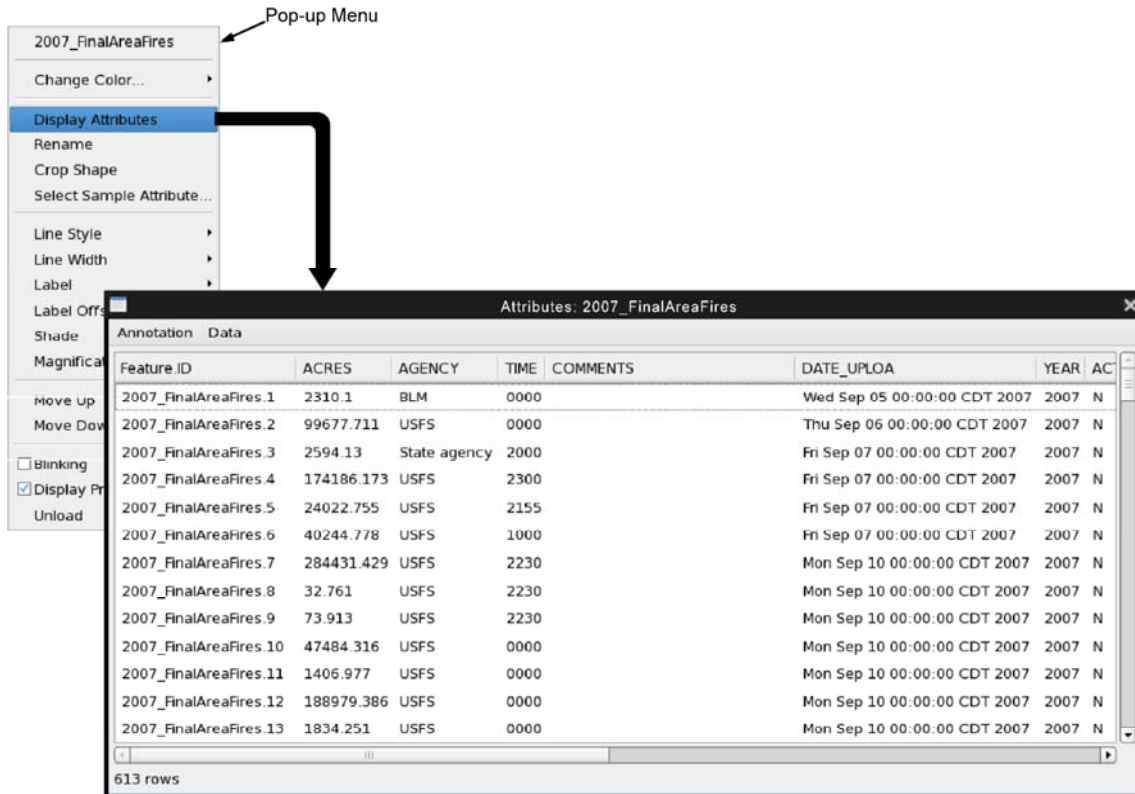 Pop-up Menu
2007_FinalAreaFires
Change Color...
Display Attributes
Rename
Crop Shape
Select Sample Attribute...
Line Style
Line Width
Label
Label Offs
Shade
Magnificat
Move Up
Move Dow
Blinking
Display Pr
Unload
Attributes: 2007_FinalAreaFires
Annotation Data
Feature.ID ACRES AGENCY TIME COMMENTS DATE_UPLOA YEAR AC
2007_FinalAreaFires.1 2310.1 BLM 0000 Wed Sep 05 00:00:00 CDT 2007 2007 N
2007_FinalAreaFires.2 99677.711 USFS 0000 Thu Sep 06 00:00:00 CDT 2007 2007 N
2007_FinalAreaFires.3 2594.13 State agency 2000 Fri Sep 07 00:00:00 CDT 2007 2007 N
2007_FinalAreaFires.4 174186.173 USFS 2300 Fri Sep 07 00:00:00 CDT 2007 2007 N
2007_FinalAreaFires.5 24022.755 USFS 2155 Fri Sep 07 00:00:00 CDT 2007 2007 N
2007_FinalAreaFires.6 40244.778 USFS 1000 Fri Sep 07 00:00:00 CDT 2007 2007 N
2007_FinalAreaFires.7 284431.429 USFS 2230 Mon Sep 10 00:00:00 CDT 2007 2007 N
2007_FinalAreaFires.8 32.761 USFS 2230 Mon Sep 10 00:00:00 CDT 2007 2007 N
2007_FinalAreaFires.9 73.913 USFS 2230 Mon Sep 10 00:00:00 CDT 2007 2007 N
2007_FinalAreaFires.10 47484.316 USFS 0000 Mon Sep 10 00:00:00 CDT 2007 2007 N
2007_FinalAreaFires.11 1406.977 USFS 0000 Mon Sep 10 00:00:00 CDT 2007 2007 N
2007_FinalAreaFires.12 188979.386 USFS 0000 Mon Sep 10 00:00:00 CDT 2007 2007 N
2007_FinalAreaFires.13 1834.251 USFS 0000 Mon Sep 10 00:00:00 CDT 2007 2007 N
613 rows